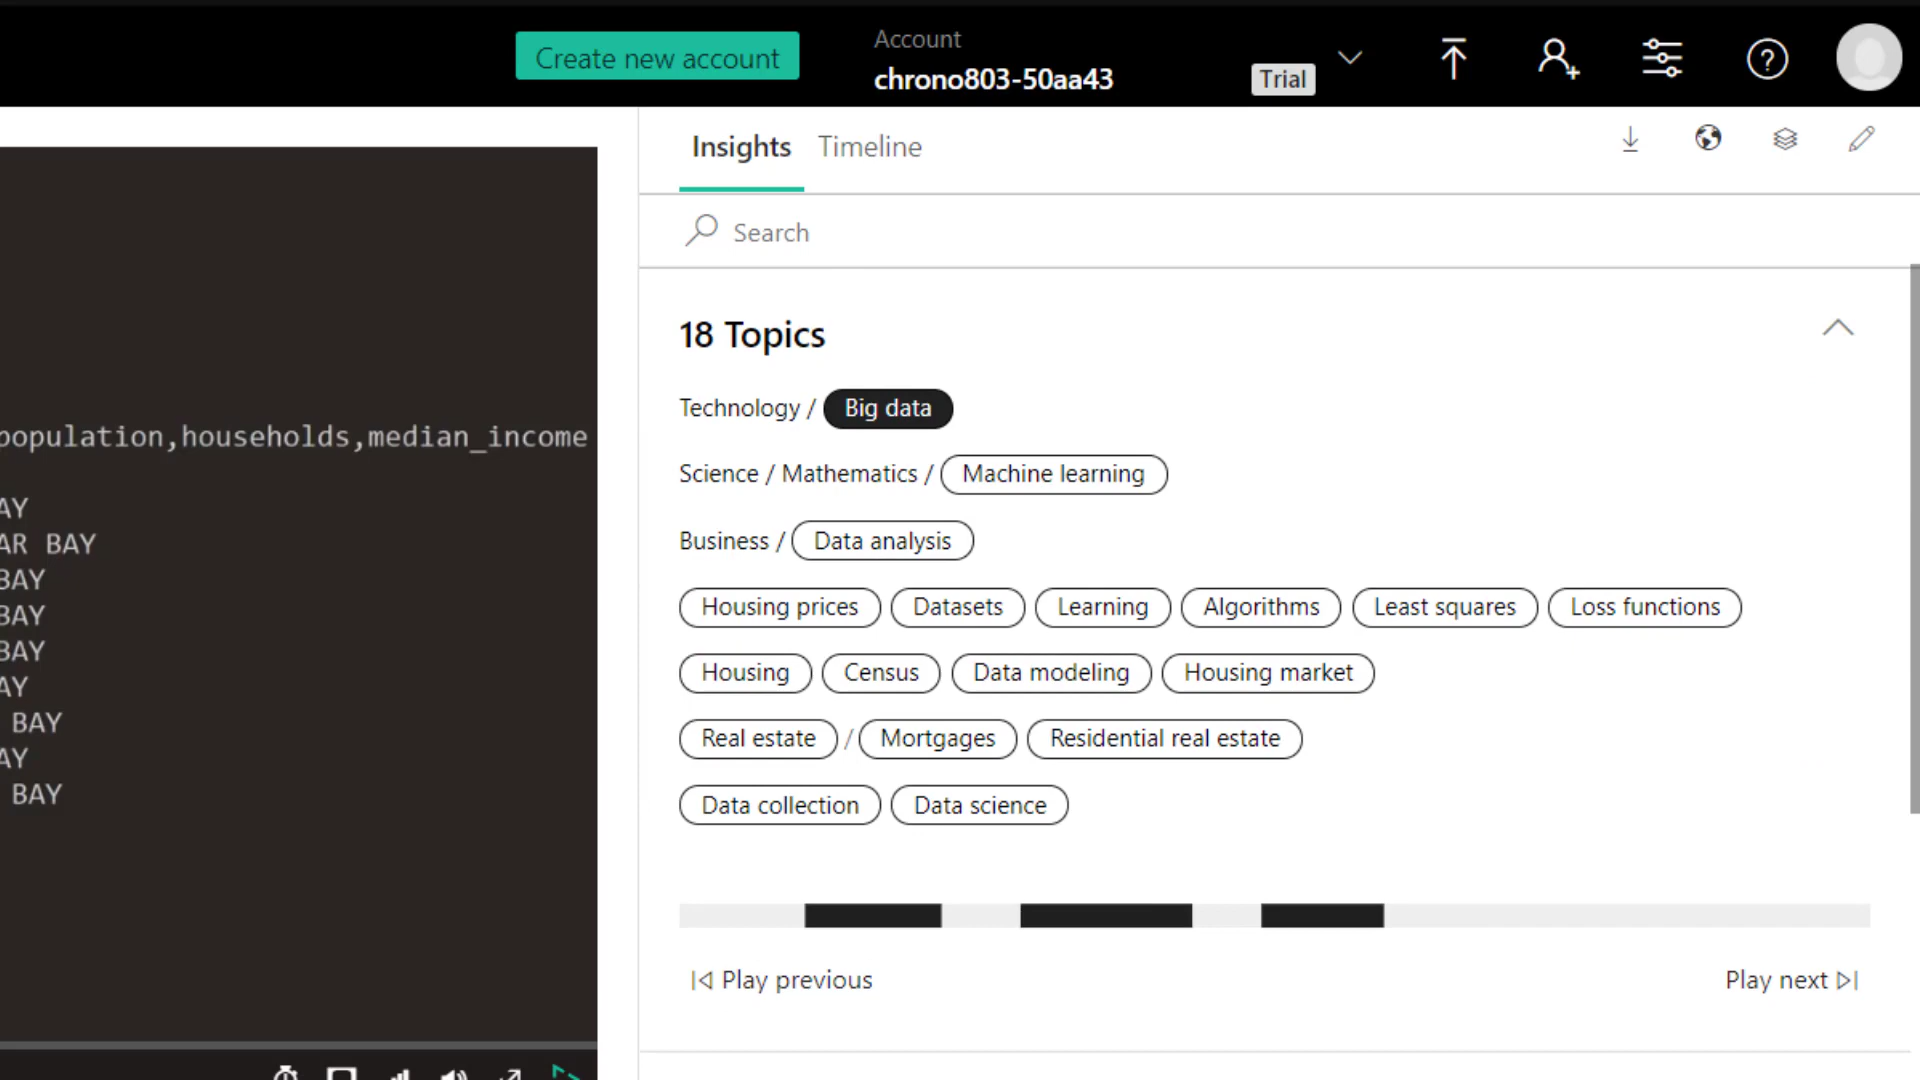 Create new account
Account
chrono803-50aa43
Trial
Insights Timeline
Search
18 Topics
Technology / Big data
Science / Mathematics / Machine learning
Business / Data analysis
Housing prices Datasets Learning Algorithms Least squares Loss functions
Housing Census Data modeling Housing market
Real estate / Mortgages Residential real estate
Data collection Data science
Play previous
Play next
population,households,median_income
AY
AR BAY
BAY
BAY
BAY
AY
BAY
AY
BAY